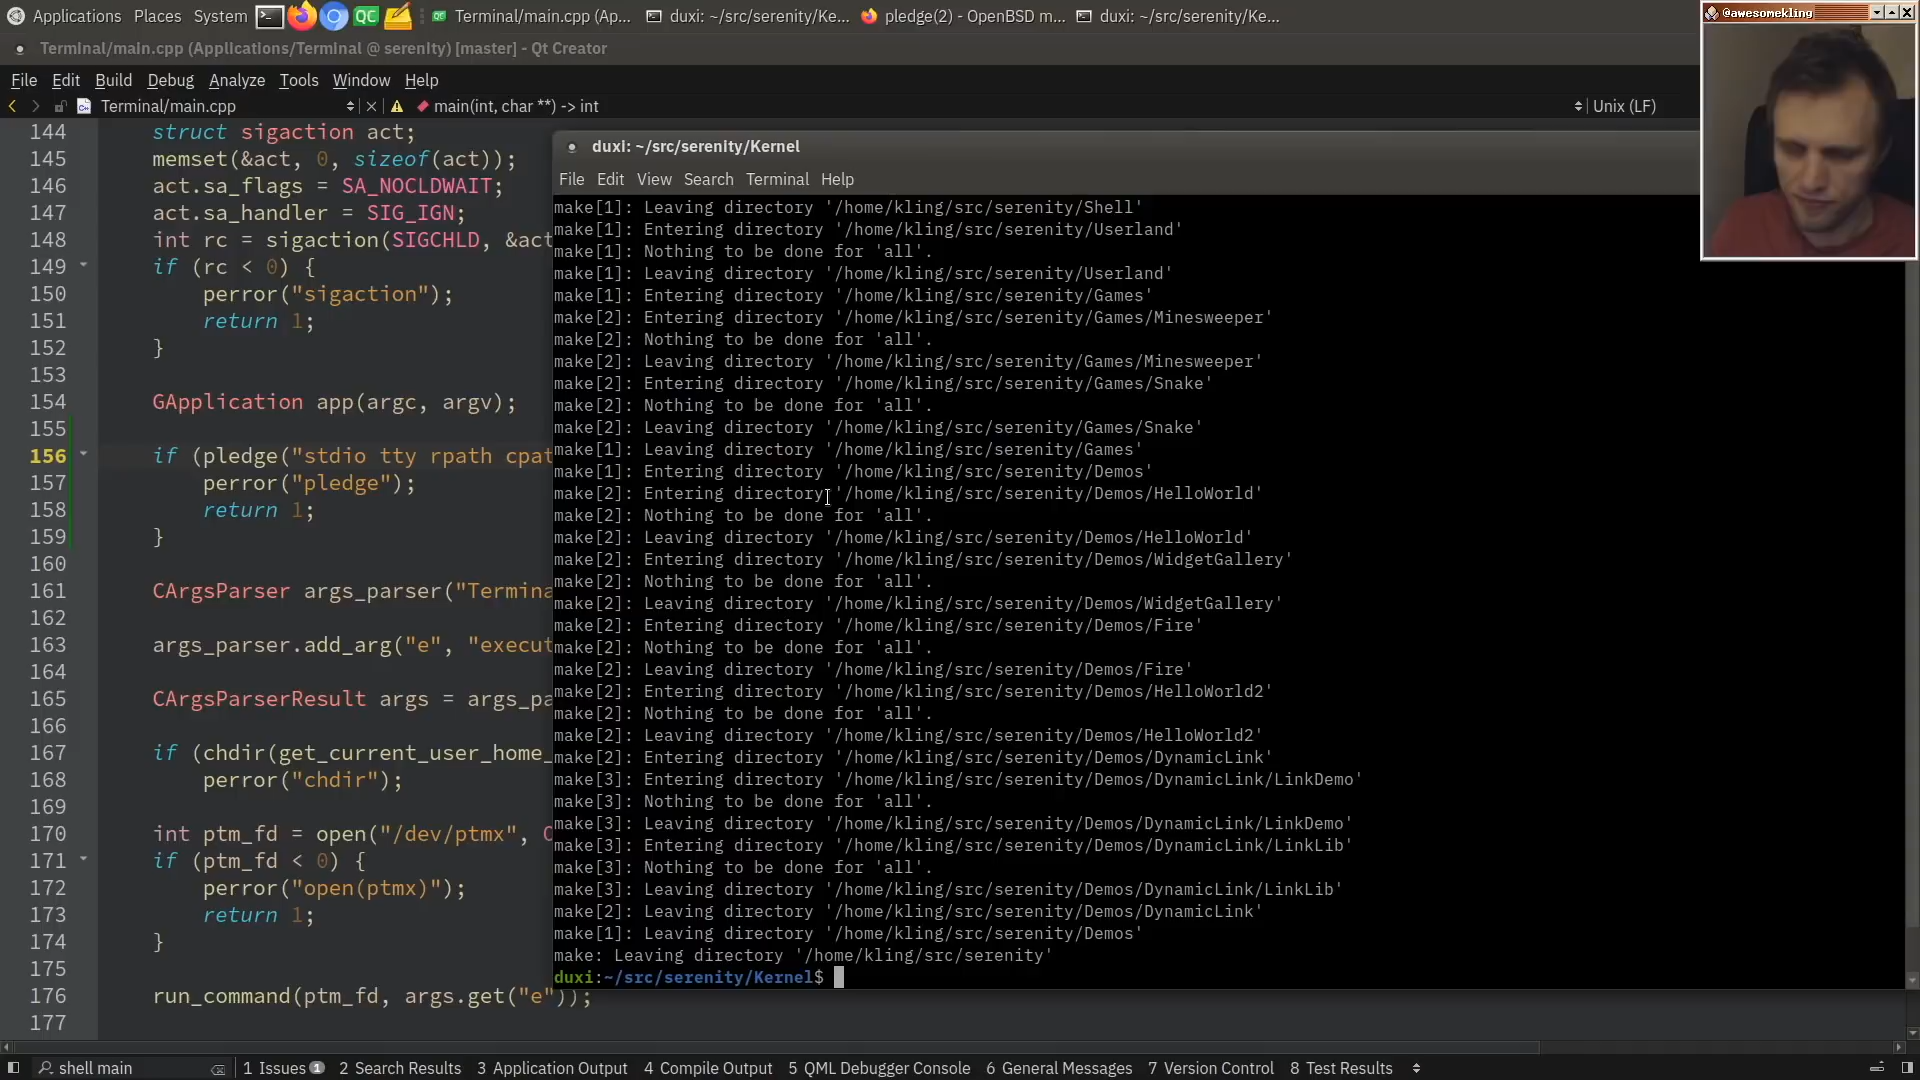 Applications Places System QC QC Terminal/main.cpp (Ap... duxi: ~/src/serenity/Ke... pledge(2) - OpenBSD m... duxi: ~/src/serenity/Ke...
@awesomekling
Terminal/main.cpp (Applications/Terminal @ serenity) [master] - Qt Creator
File Edit Build Debug Analyze Tools Window Help
Terminal/main.cpp main(int, char **) -> int Unix (LF)
144 struct sigaction act;
145 memset(&act, 0, sizeof(act));
146 act.sa_flags = SA_NOCLDWAIT;
147 act.sa_handler = SIG_IGN;
148 int rc = sigaction(SIGCHLD, &act
149 if (rc < 0) {
150 perror("sigaction");
151 return 1;
152 }
153
154 GApplication app(argc, argv);
155
156 if (pledge("stdio tty rpath cpat
157 perror("pledge");
158 return 1;
159 }
160
161 CArgsParser args_parser("Termina
162
163 args_parser.add_arg("e", "execut
164
165 CArgsParserResult args = args_pa
166
167 if (chdir(get_current_user_home_
168 perror("chdir");
169
170 int ptm_fd = open("/dev/ptmx", O
171 if (ptm_fd < 0) {
172 perror("open(ptmx)");
173 return 1;
174 }
175
176 run_command(ptm_fd, args.get("e"));
177
duxi: ~/src/serenity/Kernel
File Edit View Search Terminal Help
make[1]: Leaving directory '/home/kling/src/serenity/Shell'
make[1]: Entering directory '/home/kling/src/serenity/Userland'
make[1]: Nothing to be done for 'all'.
make[1]: Leaving directory '/home/kling/src/serenity/Userland'
make[1]: Entering directory '/home/kling/src/serenity/Games'
make[2]: Entering directory '/home/kling/src/serenity/Games/Minesweeper'
make[2]: Nothing to be done for 'all'.
make[2]: Leaving directory '/home/kling/src/serenity/Games/Minesweeper'
make[2]: Entering directory '/home/kling/src/serenity/Games/Snake'
make[2]: Nothing to be done for 'all'.
make[2]: Leaving directory '/home/kling/src/serenity/Games/Snake'
make[1]: Leaving directory '/home/kling/src/serenity/Games'
make[1]: Entering directory '/home/kling/src/serenity/Demos'
make[2]: Entering directory '/home/kling/src/serenity/Demos/HelloWorld'
make[2]: Nothing to be done for 'all'.
make[2]: Leaving directory '/home/kling/src/serenity/Demos/HelloWorld'
make[2]: Entering directory '/home/kling/src/serenity/Demos/WidgetGallery'
make[2]: Nothing to be done for 'all'.
make[2]: Leaving directory '/home/kling/src/serenity/Demos/WidgetGallery'
make[2]: Entering directory '/home/kling/src/serenity/Demos/Fire'
make[2]: Nothing to be done for 'all'.
make[2]: Leaving directory '/home/kling/src/serenity/Demos/Fire'
make[2]: Entering directory '/home/kling/src/serenity/Demos/HelloWorld2'
make[2]: Nothing to be done for 'all'.
make[2]: Leaving directory '/home/kling/src/serenity/Demos/HelloWorld2'
make[2]: Entering directory '/home/kling/src/serenity/Demos/DynamicLink'
make[3]: Entering directory '/home/kling/src/serenity/Demos/DynamicLink/LinkDemo'
make[3]: Nothing to be done for 'all'.
make[3]: Leaving directory '/home/kling/src/serenity/Demos/DynamicLink/LinkDemo'
make[3]: Entering directory '/home/kling/src/serenity/Demos/DynamicLink/LinkLib'
make[3]: Nothing to be done for 'all'.
make[3]: Leaving directory '/home/kling/src/serenity/Demos/DynamicLink/LinkLib'
make[2]: Leaving directory '/home/kling/src/serenity/Demos/DynamicLink'
make[1]: Leaving directory '/home/kling/src/serenity/Demos'
make: Leaving directory '/home/kling/src/serenity'
duxi:~/src/serenity/Kernel$
shell main 1 Issues 1 2 Search Results 3 Application Output 4 Compile Output 5 QML Debugger Console 6 General Messages 7 Version Control 8 Test Results